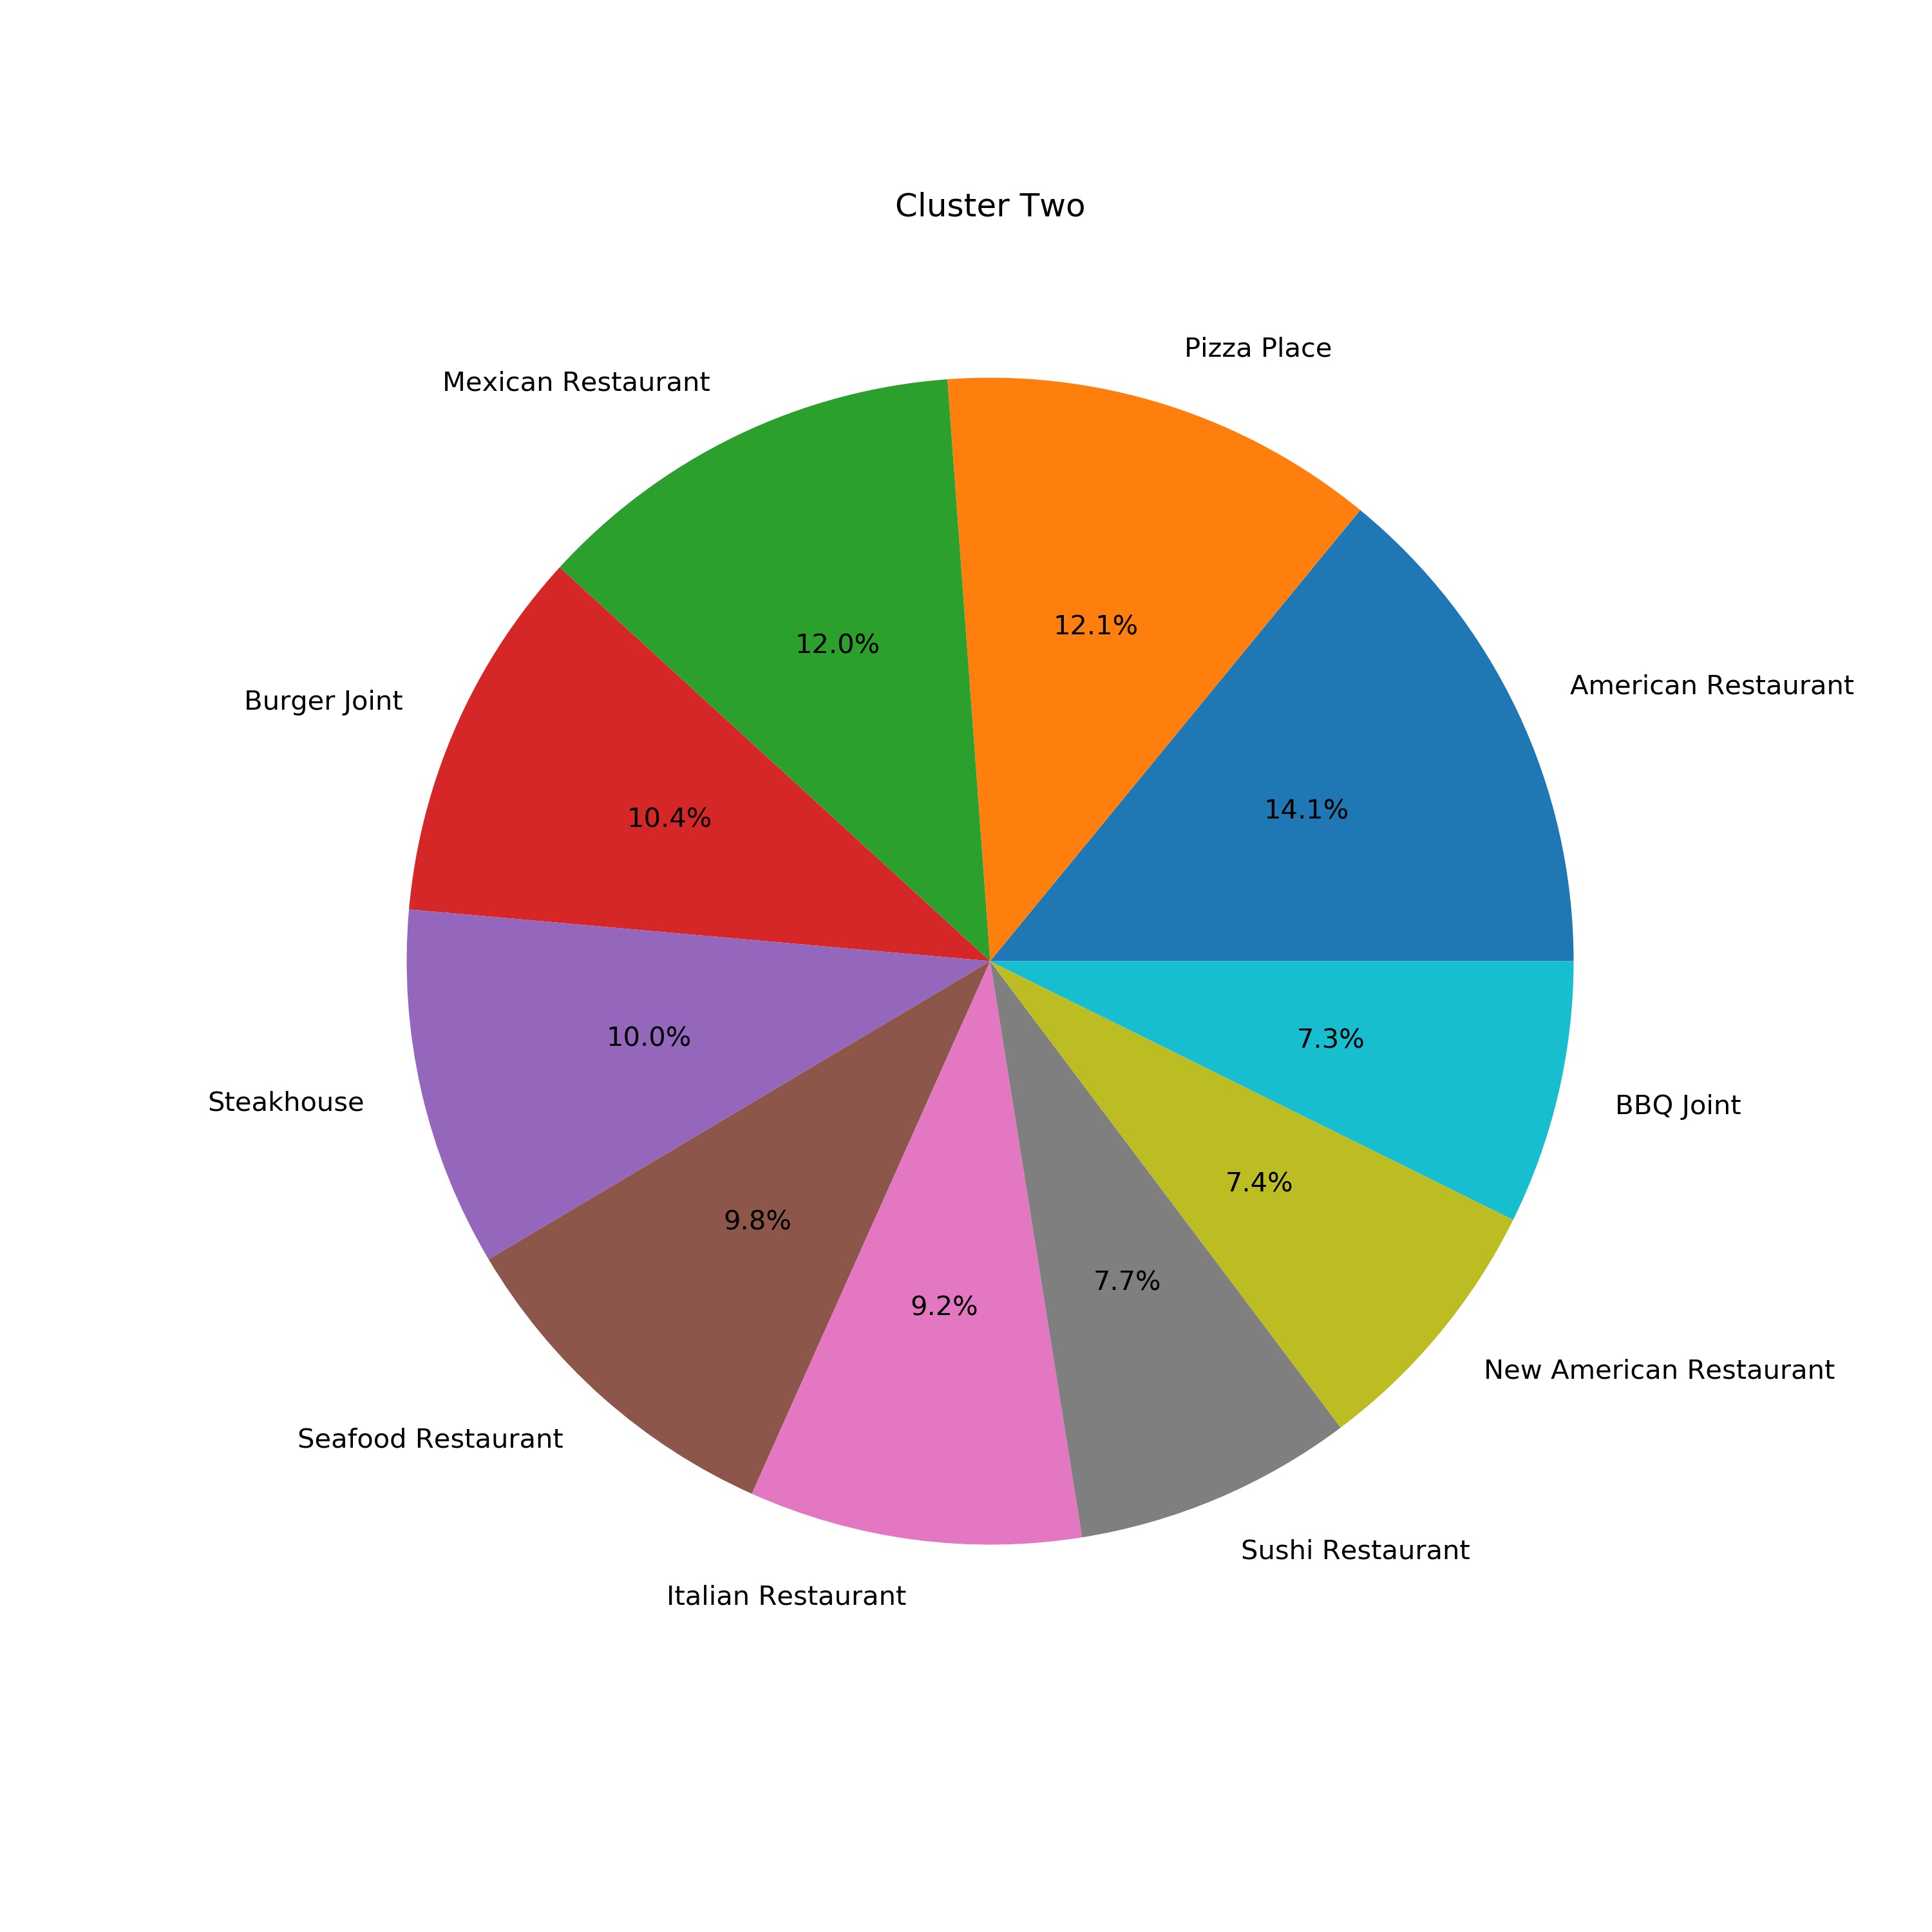 Cluster Two
Pizza Place
Mexican Restaurant
American Restaurant
Burger Joint
Steakhouse
BBQ Joint
Seafood Restaurant
New American Restaurant
Sushi Restaurant
Italian Restaurant
12.1%
12.0%
14.1%
10.4%
10.0%
7.3%
7.4%
9.8%
7.7%
9.2%